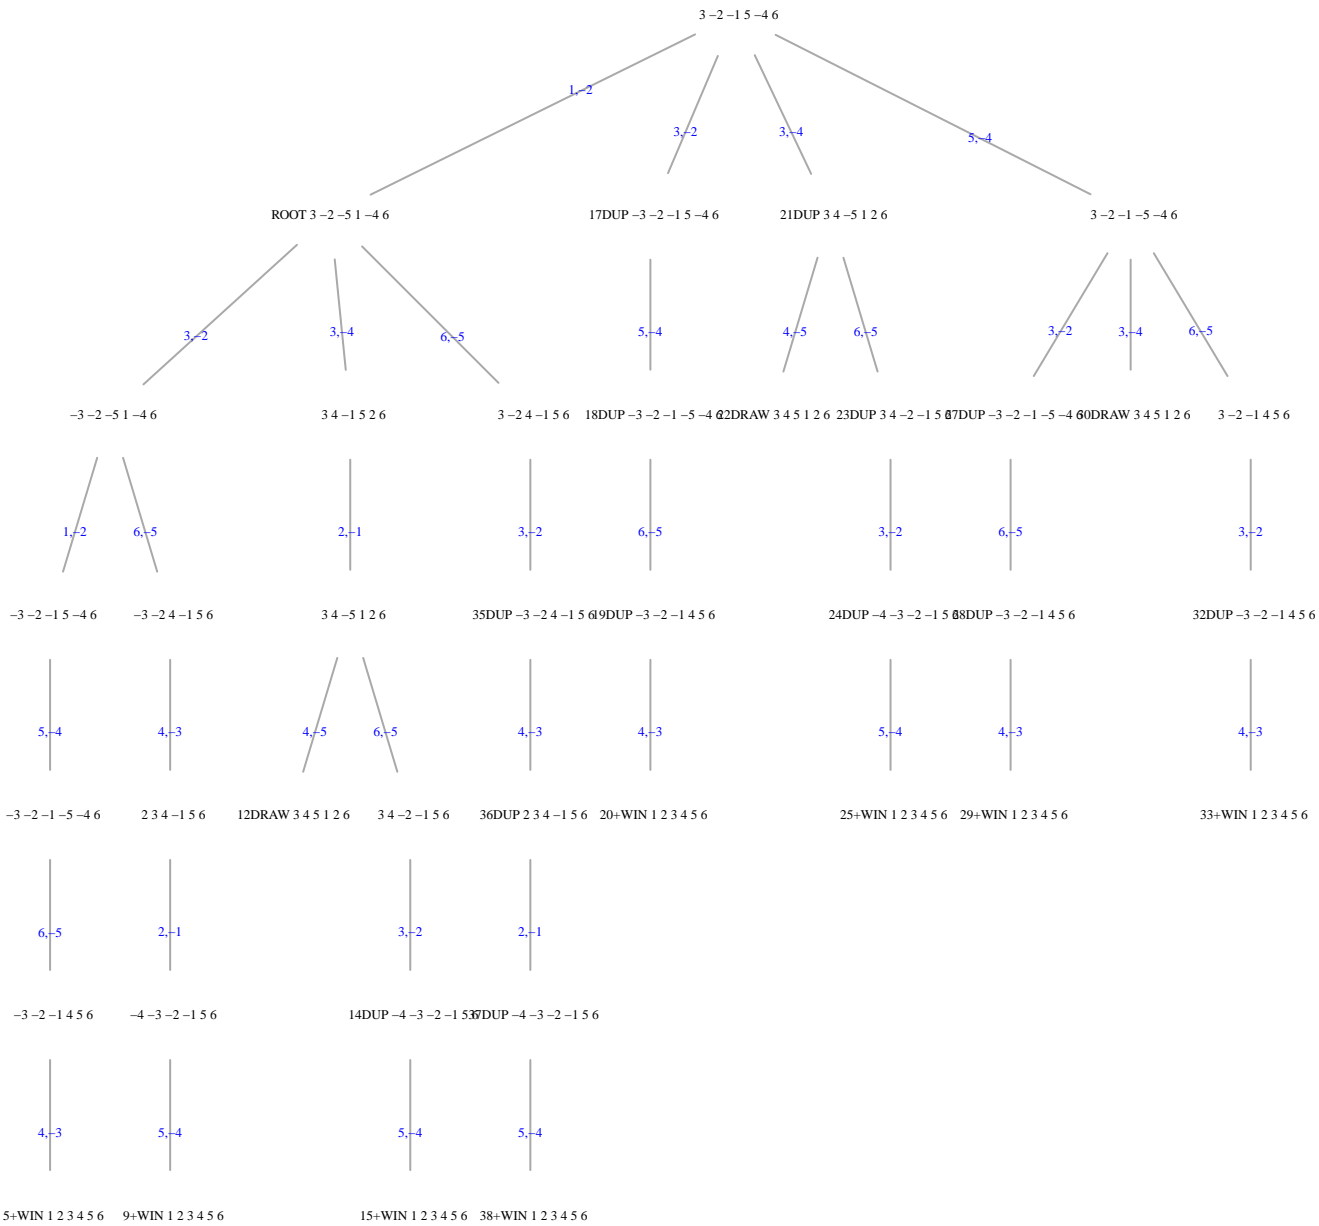 3 −2 −1 5 −4 6
1,−2
3,−2
3,−4
5,−4
ROOT 3 −2 −5 1 −4 6
17DUP −3 −2 −1 5 −4 6
21DUP 3 4 −5 1 2 6
3 −2 −1 −5 −4 6
3,−2
3,−4
6,−5
5,−4
4,−5
6,−5
3,−2
3,−4
6,−5
−3 −2 −5 1 −4 6
3 4 −1 5 2 6
3 −2 4 −1 5 6
18DUP −3 −2 −1 −5 −4 6
22DRAW 3 4 5 1 2 6
23DUP 3 4 −2 −1 5 6
27DUP −3 −2 −1 −5 −4 6
30DRAW 3 4 5 1 2 6
3 −2 −1 4 5 6
1,−2
6,−5
2,−1
3,−2
6,−5
3,−2
6,−5
3,−2
−3 −2 −1 5 −4 6
−3 −2 4 −1 5 6
3 4 −5 1 2 6
35DUP −3 −2 4 −1 5 6
19DUP −3 −2 −1 4 5 6
24DUP −4 −3 −2 −1 5 6
28DUP −3 −2 −1 4 5 6
32DUP −3 −2 −1 4 5 6
5,−4
4,−3
4,−5
6,−5
4,−3
4,−3
5,−4
4,−3
4,−3
−3 −2 −1 −5 −4 6
2 3 4 −1 5 6
12DRAW 3 4 5 1 2 6
3 4 −2 −1 5 6
36DUP 2 3 4 −1 5 6
20+WIN 1 2 3 4 5 6
25+WIN 1 2 3 4 5 6
29+WIN 1 2 3 4 5 6
33+WIN 1 2 3 4 5 6
6,−5
2,−1
3,−2
2,−1
−3 −2 −1 4 5 6
−4 −3 −2 −1 5 6
14DUP −4 −3 −2 −1 5 6
37DUP −4 −3 −2 −1 5 6
4,−3
5,−4
5,−4
5,−4
5+WIN 1 2 3 4 5 6
9+WIN 1 2 3 4 5 6
15+WIN 1 2 3 4 5 6
38+WIN 1 2 3 4 5 6